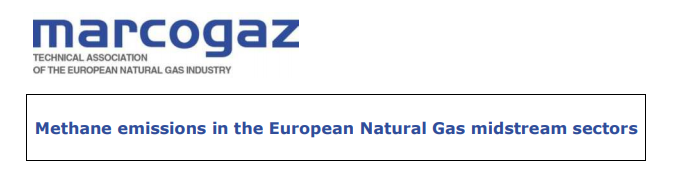 marcogaz
TECHNICAL ASSOCIATION
OF THE EUROPEAN NATURAL GAS INDUSTRY
Methane emissions in the European Natural Gas midstream sectors